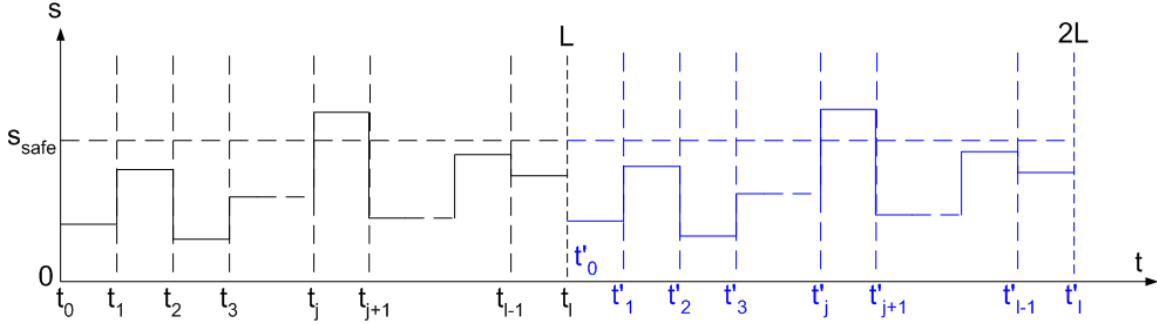 s
L
2L
s_safe
t'_0
0
t
t_0 t_1 t_2 t_3 t_j t_{j+1} t_{l-1} t_l t'_1 t'_2 t'_3 t'_j t'_{j+1} t'_{l-1} t'_l